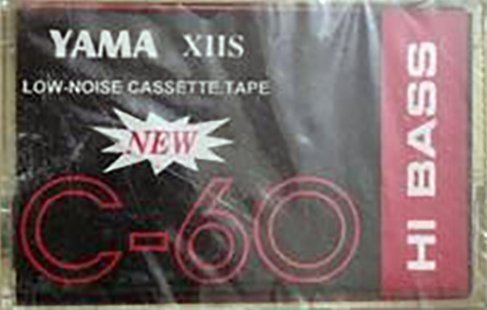 YAMA XIIS
LOW-NOISE CASSETTE TAPE
NEW
C-60
HI BASS